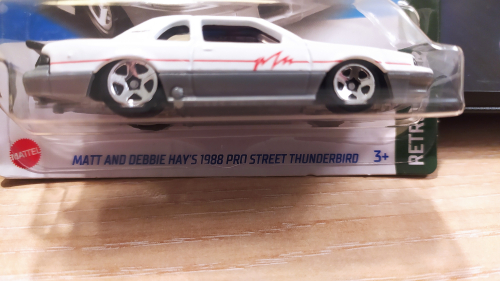 MATTEL
MATT AND DEBBIE HAY'S 1988 PRO STREET THUNDERBIRD
3+
RETRO